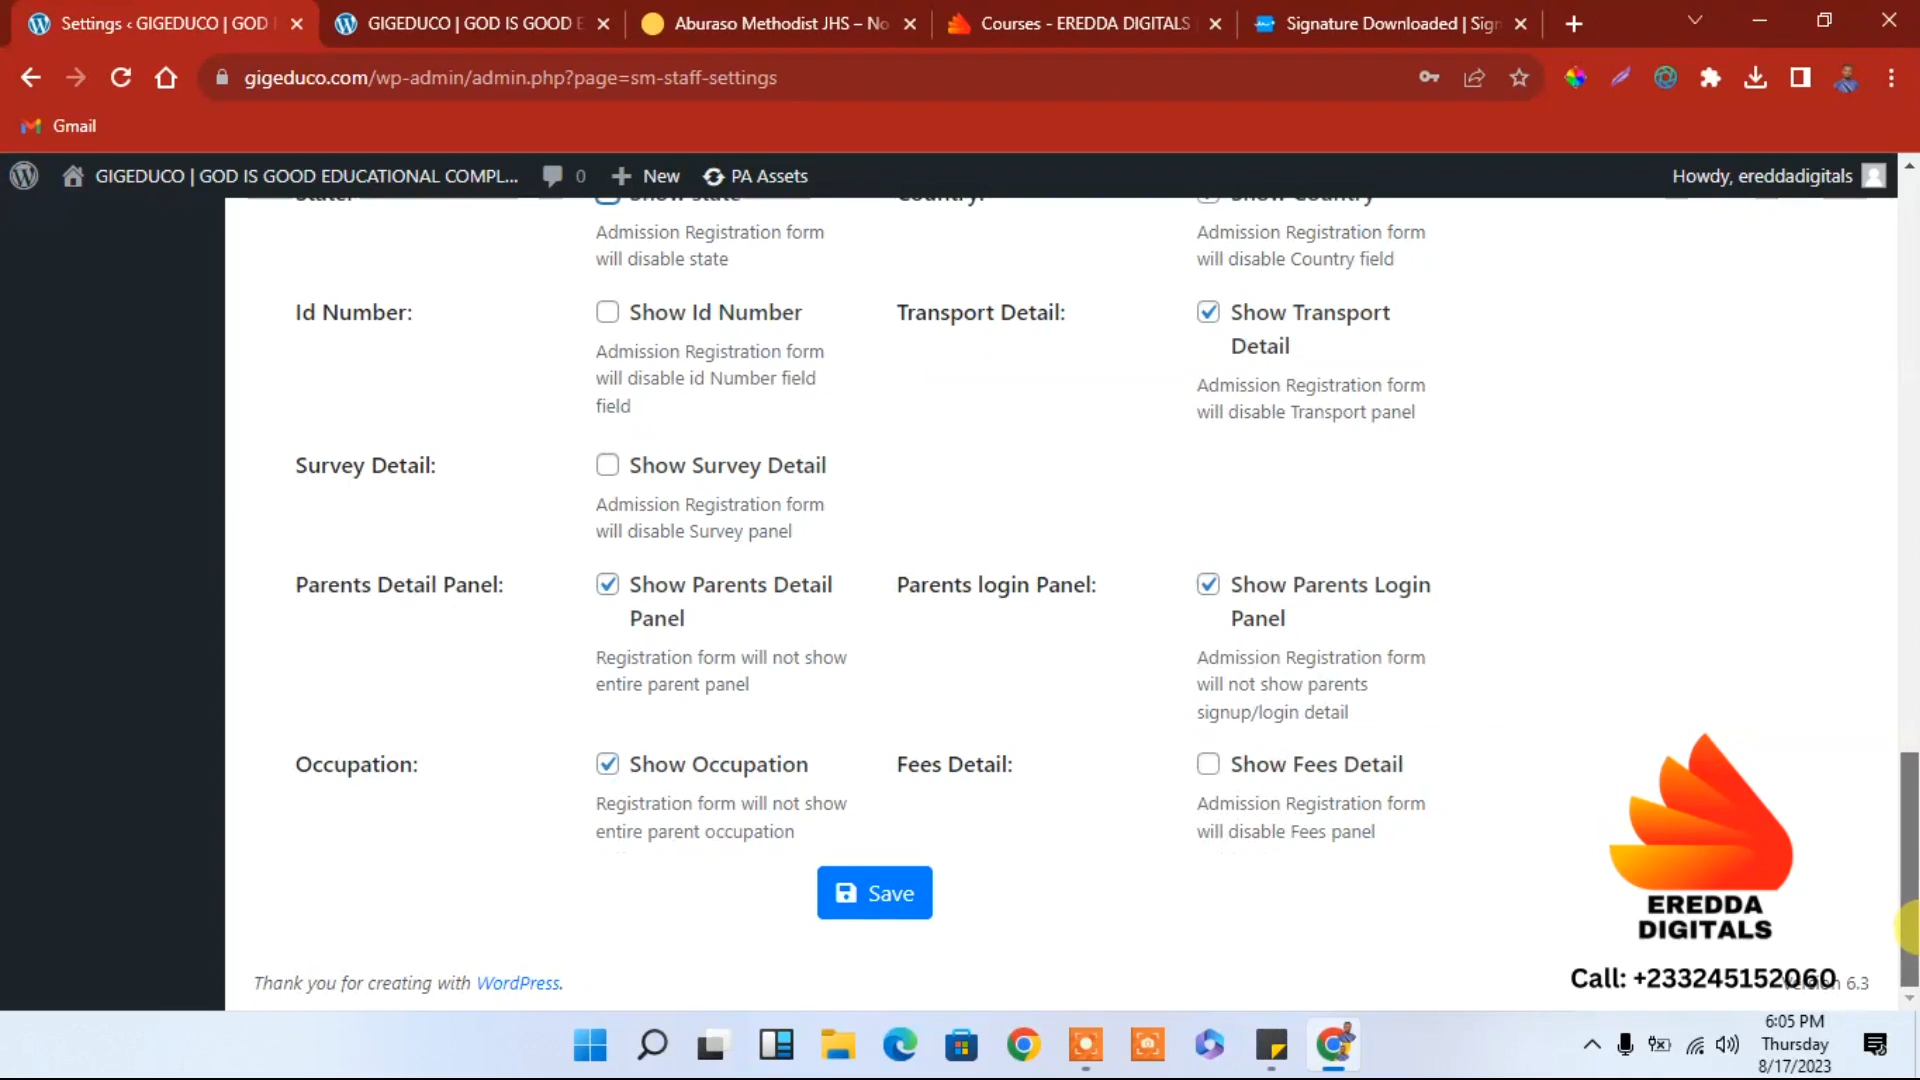 Settings ‹ GIGEDUCO | GOD
GIGEDUCO | GOD IS GOOD E
Aburaso Methodist JHS – No
Courses - EREDDA DIGITALS
Signature Downloaded | Sign
gigeduco.com/wp-admin/admin.php?page=sm-staff-settings
Gmail
GIGEDUCO | GOD IS GOOD EDUCATIONAL COMPL...
0
New
PA Assets
Howdy, ereddadigitals
State:
Show state
Country:
Show Country
Admission Registration form
will disable state
Admission Registration form
will disable Country field
Id Number:
Show Id Number
Admission Registration form
will disable id Number field
field
Transport Detail:
Show Transport
Detail
Admission Registration form
will disable Transport panel
Survey Detail:
Show Survey Detail
Admission Registration form
will disable Survey panel
Parents Detail Panel:
Show Parents Detail
Panel
Registration form will not show
entire parent panel
Parents login Panel:
Show Parents Login
Panel
Admission Registration form
will not show parents
signup/login detail
Occupation:
Show Occupation
Registration form will not show
entire parent occupation
Fees Detail:
Show Fees Detail
Admission Registration form
will disable Fees panel
Save
EREDDA
DIGITALS
Call: +233245152060
Thank you for creating with WordPress.
Version 6.3
6:05 PM
Thursday
8/17/2023